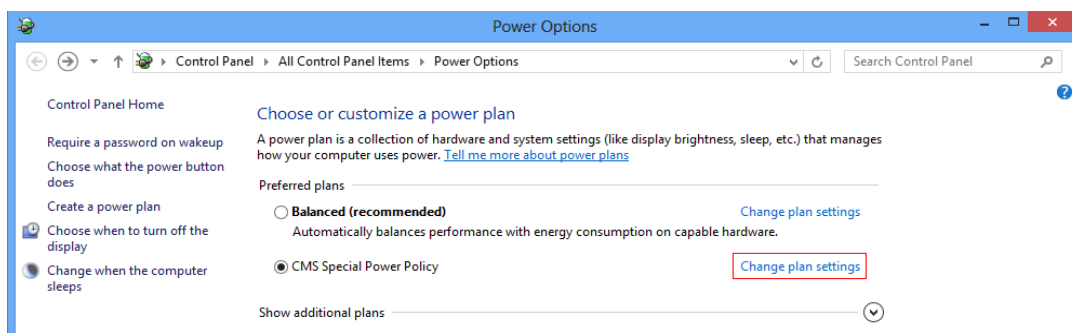 Power Options
Control Panel All Control Panel Items Power Options
Search Control Panel
Control Panel Home
Require a password on wakeup
Choose what the power button
does
Create a power plan
Choose when to turn off the
display
Change when the computer
sleeps
Choose or customize a power plan
A power plan is a collection of hardware and system settings (like display brightness, sleep, etc.) that manages
how your computer uses power. Tell me more about power plans
Preferred plans
Balanced (recommended)
Change plan settings
Automatically balances performance with energy consumption on capable hardware.
CMS Special Power Policy
Change plan settings
Show additional plans